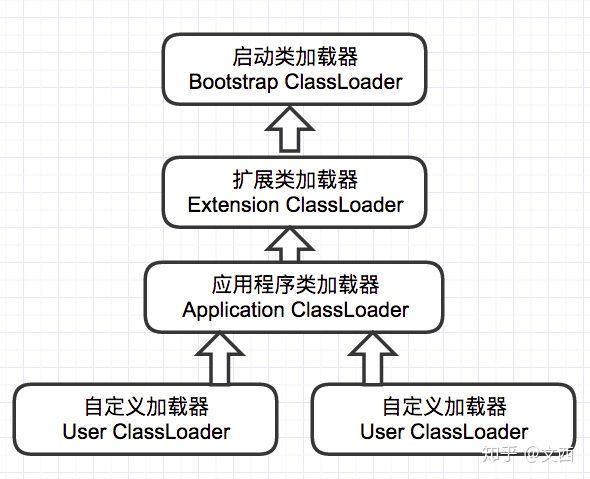 启动类加载器
Bootstrap ClassLoader
扩展类加载器
Extension ClassLoader
应用程序类加载器
Application ClassLoader
自定义加载器
User ClassLoader
自定义加载器
User ClassLoader
知乎 @文西